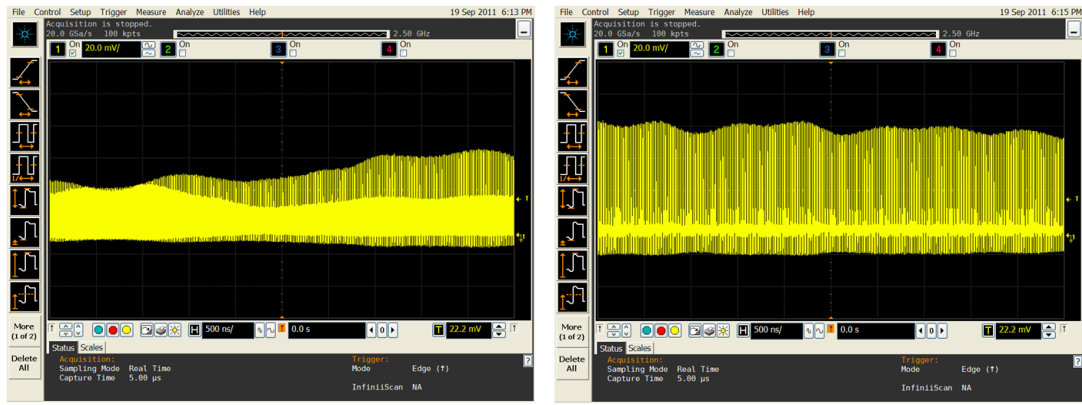 File Control Setup Trigger Measure Analyze Utilities Help 19 Sep 2011 6:13 PM
Acquisition is stopped.
20.0 GSa/s 100 kpts 2.50 GHz
1 On 20.0 mV/ 2 On 3 On 4 On
T
1
More
(1 of 2)
Delete
All
H 500 ns/ 0.0 s 0 T 22.2 mV
Status Scales
?
Acquisition: Trigger:
Sampling Mode Real Time Mode Edge (↑)
Capture Time 5.00 µs
InfiniiScan NA
File Control Setup Trigger Measure Analyze Utilities Help 19 Sep 2011 6:15 PM
Acquisition is stopped.
20.0 GSa/s 100 kpts 2.50 GHz
1 On 20.0 mV/ 2 On 3 On 4 On
T
1
More
(1 of 2)
Delete
All
H 500 ns/ 0.0 s 0 T 22.2 mV
Status Scales
?
Acquisition: Trigger:
Sampling Mode Real Time Mode Edge (↑)
Capture Time 5.00 µs
InfiniiScan NA